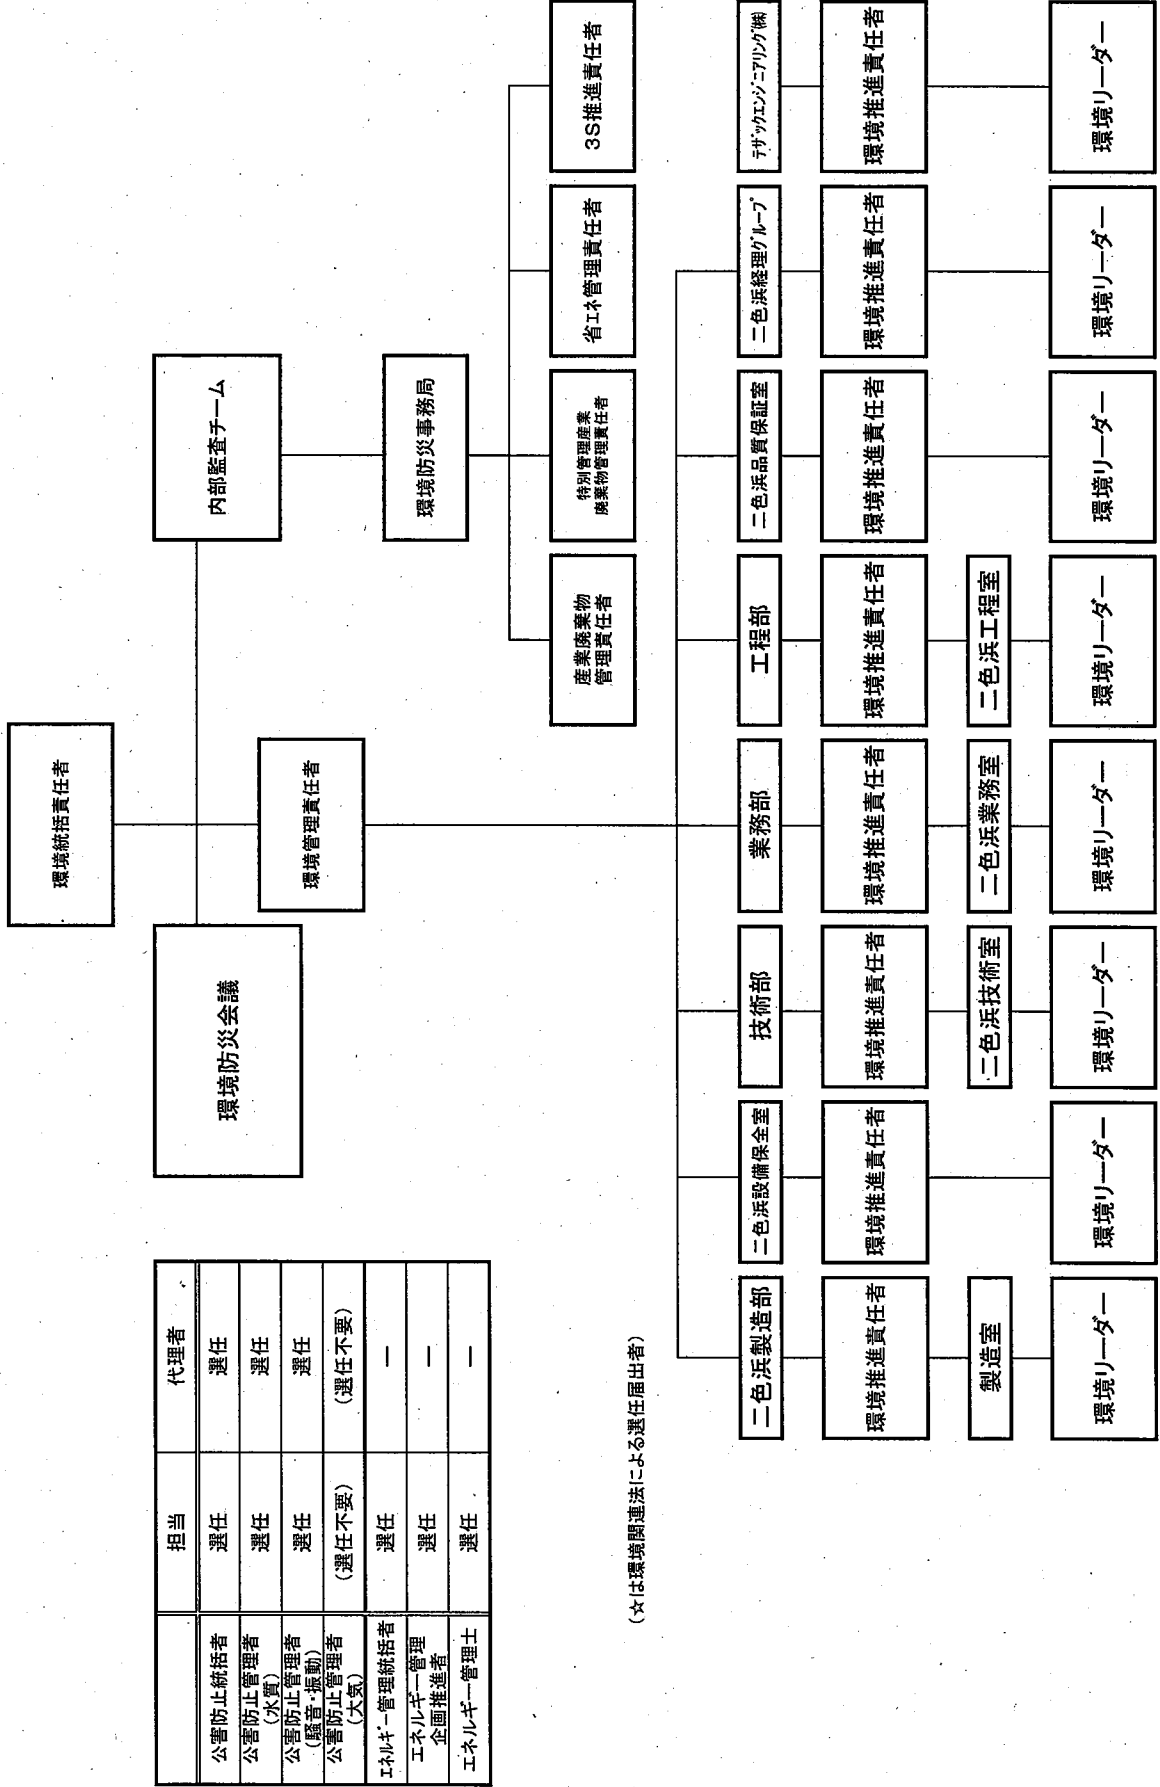 環境統括責任者
環境防災会議
内部監査チーム
環境管理責任者
環境防災事務局
産業廃棄物
管理責任者
特別管理産業
廃棄物管理責任者
省エネ管理責任者
3S推進責任者
担当 代理者
公害防止統括者 選任 選任
公害防止管理者
(水質) 選任 選任
公害防止管理者
(騒音・振動) 選任 選任
公害防止管理者
(大気) (選任不要) (選任不要)
エネルギー管理統括者 選任 ー
エネルギー管理
企画推進者 選任 ー
エネルギー管理士 選任 ー
(☆は環境関連法による選任届出者)
二色浜製造部 二色浜設備保全室 技術部 業務部 工程部 二色浜品質保証室 二色浜経理グループ テザックエンジニアリング(株)
環境推進責任者 環境推進責任者 環境推進責任者 環境推進責任者 環境推進責任者 環境推進責任者 環境推進責任者 環境推進責任者
製造室 二色浜技術室 二色浜業務室 二色浜工程室
環境リーダー 環境リーダー 環境リーダー 環境リーダー 環境リーダー 環境リーダー 環境リーダー 環境リーダー